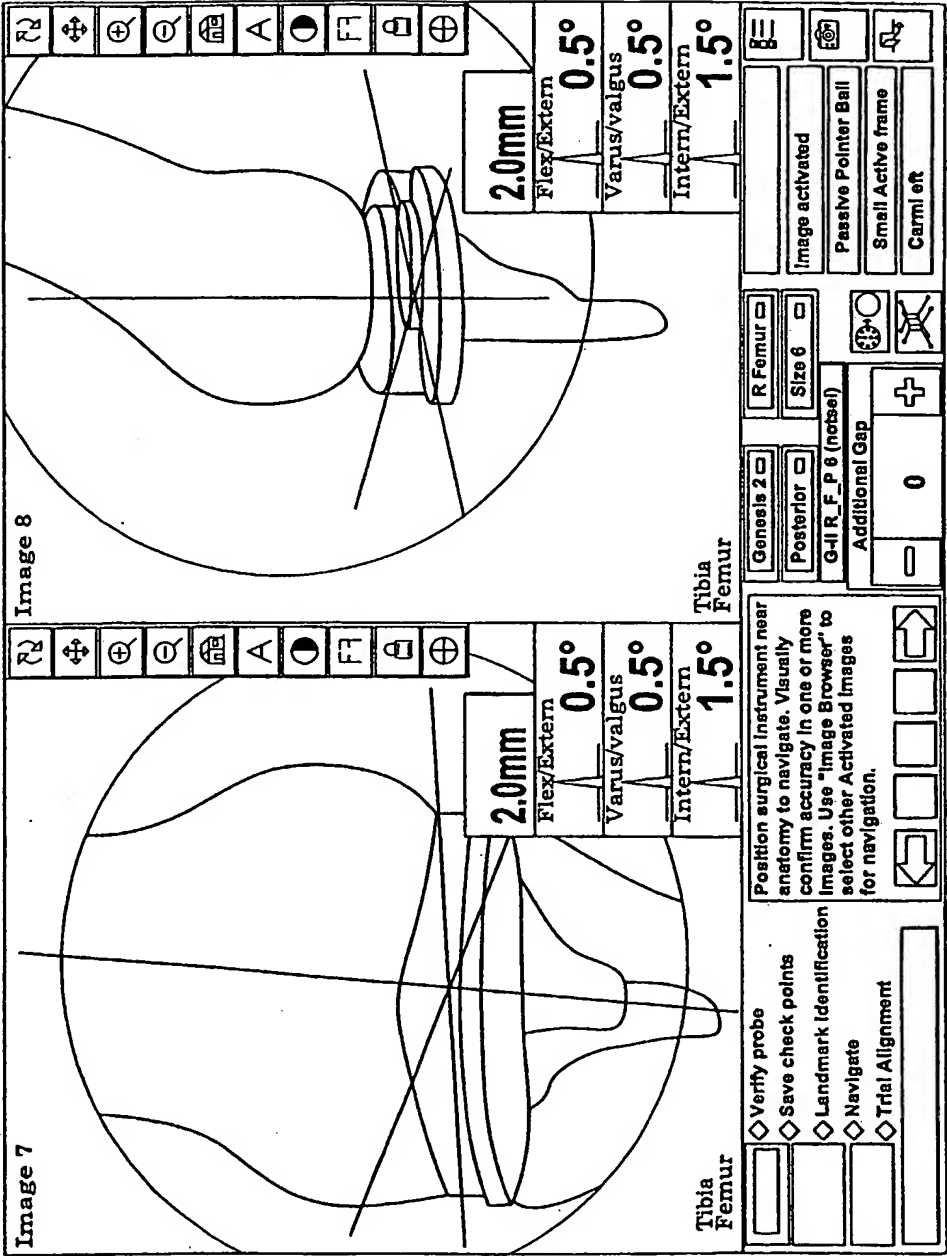 Image 7
A
2.0mm
Flex/Extern
0.5°
Varus/valgus
0.5°
Intern/Extern
1.5°
Tibia
Femur
Image 8
A
2.0mm
Flex/Extern
0.5°
Varus/valgus
0.5°
Intern/Extern
1.5°
Tibia
Femur
Verify probe
Save check points
Landmark Identification
Navigate
Trial Alignment
Position surgical instrument near
anatomy to navigate. Visually
confirm accuracy in one or more
images. Use "Image Browser" to
select other Activated Images
for navigation.
Genesis 2
R Femur
Posterior
Size 6
G-II R_F_P 6 (notsel)
Additional Gap
0
Image activated
Passive Pointer Ball
Small Active frame
Carml eft